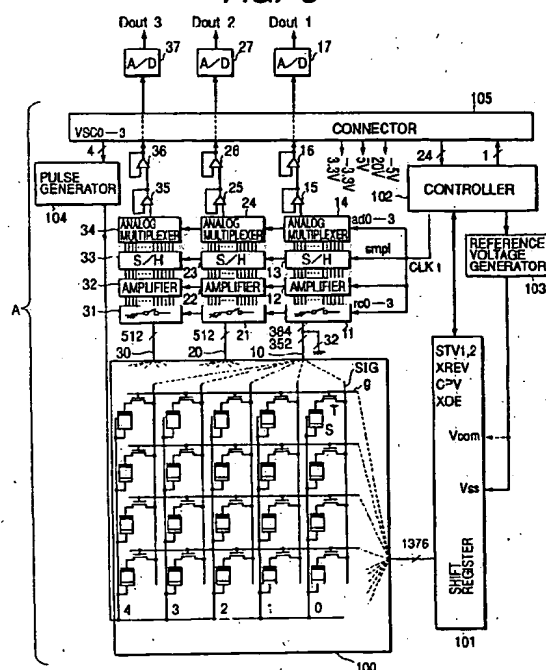 Dout 3 Dout 2 Dout 1
37 27 17
A/D A/D A/D
105
VSC0-3 CONNECTOR
4 36 26 16 3.3V -3.3V 20V 5V -5V 24 1
PULSE GENERATOR
104
102 CONTROLLER
35 25 15
34 ANALOG MULTIPLEXER 24 ANALOG MULTIPLEXER 14 ANALOG MULTIPLEXER ad0-3
REFERENCE VOLTAGE GENERATOR
103
33 S/H 23 S/H 13 S/H smpl
CLK1
A
32 AMPLIFIER 22 AMPLIFIER 12 AMPLIFIER
31 21 11 rc0-3
512 512 384
352 32
30 20 10
SIG
g
T
S
STV1,2
XREV
CPV
XOE
Vcom
Vss
1376
SHIFT REGISTER
101
4 3 2 1 0
100